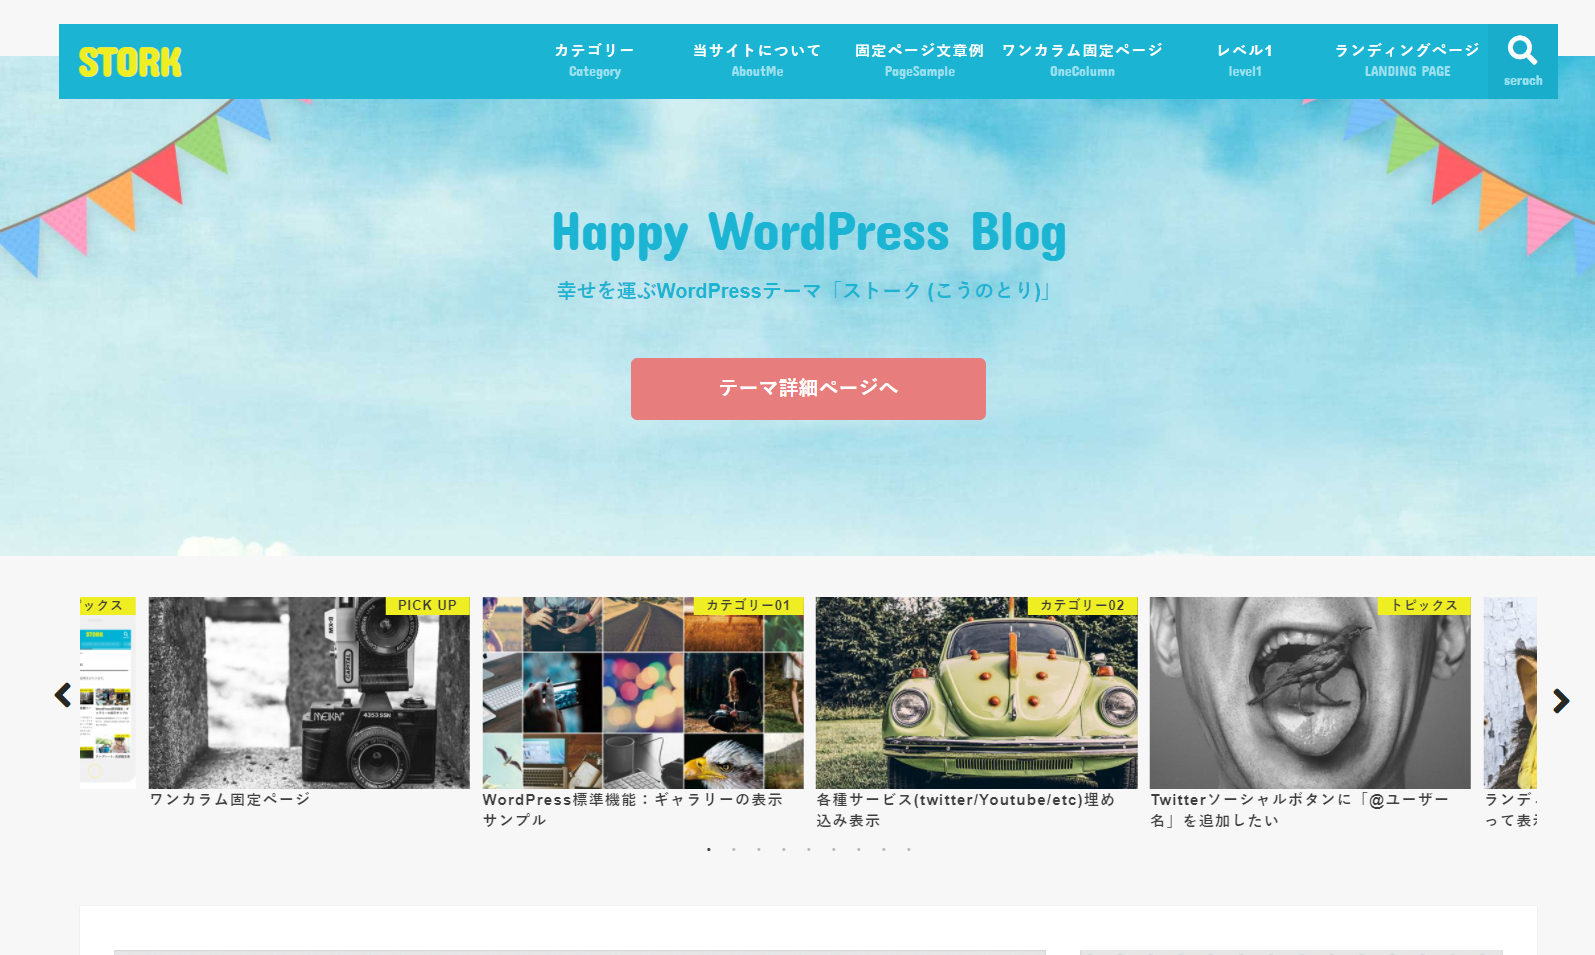 STORK
カテゴリー
Category
当サイトについて
AboutMe
固定ページ文章例
PageSample
ワンカラム固定ページ
OneColumn
レベル1
level1
ランディングページ
LANDING PAGE
serach
Happy WordPress Blog
幸せを運ぶWordPressテーマ「ストーク (こうのとり)」
テーマ詳細ページへ
ックス
STORK
PICK UP
MEIKAI
4353 SSN
ワンカラム固定ページ
カテゴリー01
WordPress標準機能：ギャラリーの表示
サンプル
カテゴリー02
各種サービス(twitter/Youtube/etc)埋め
込み表示
トピックス
Twitterソーシャルボタンに「@ユーザー
名」を追加したい
ランデ
って表